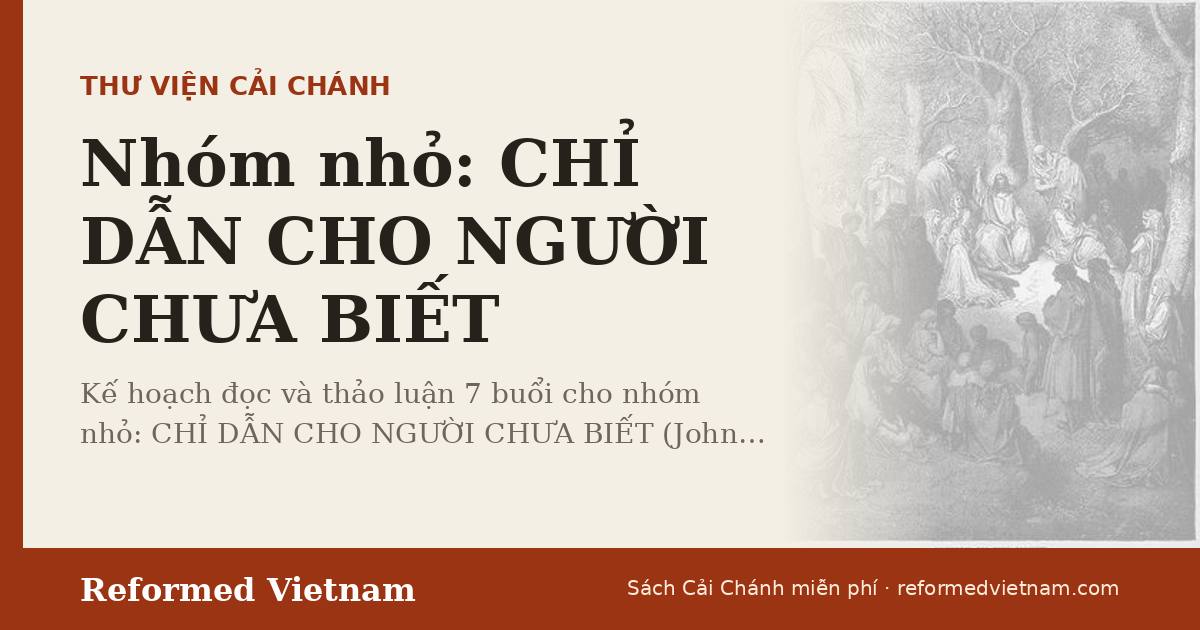 THƯ VIỆN CẢI CHÁNH
Nhóm nhỏ: CHỈ
DẪN CHO NGƯỜI
CHƯA BIẾT
Kế hoạch đọc và thảo luận 7 buổi cho nhóm
nhỏ: CHỈ DẪN CHO NGƯỜI CHƯA BIẾT (John…
Reformed Vietnam
Sách Cải Chánh miễn phí · reformedvietnam.com